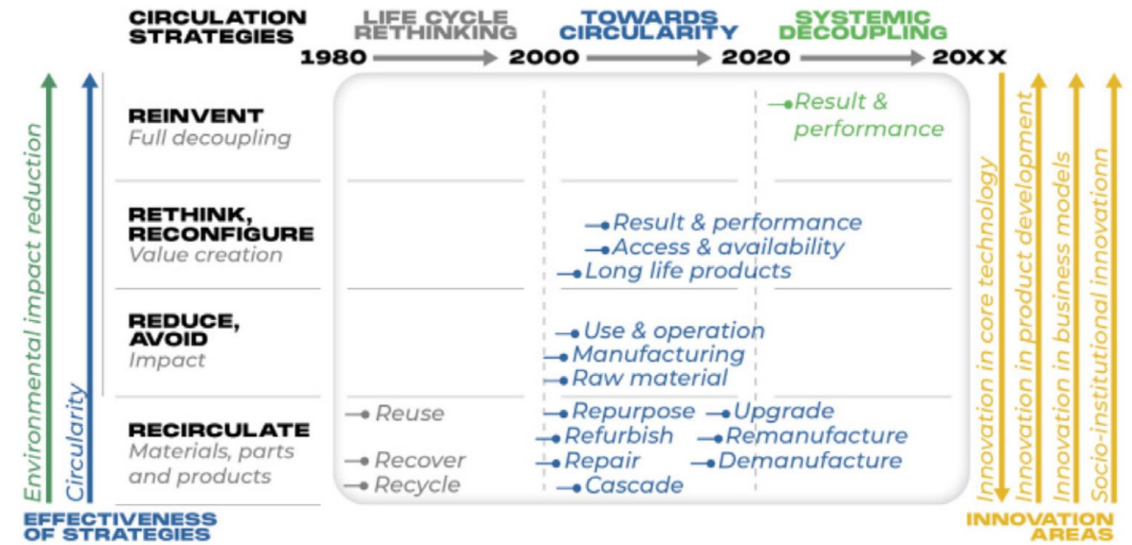 CIRCULATION
STRATEGIES
LIFE CYCLE
RETHINKING
TOWARDS
CIRCULARITY
SYSTEMIC
DECOUPLING
1980
2000
2020
20XX
REINVENT
Full decoupling
Result &
performance
RETHINK,
RECONFIGURE
Value creation
Result & performance
Access & availability
Long life products
REDUCE,
AVOID
Impact
Use & operation
Manufacturing
Raw material
RECIRCULATE
Materials, parts
and products
Reuse
Recover
Recycle
Repurpose
Refurbish
Repair
Cascade
Upgrade
Remanufacture
Demanufacture
Environmental impact reduction
Circularity
EFFECTIVENESS
OF STRATEGIES
Innovation in core technology
Innovation in product development
Innovation in business models
Socio-institutional innovationn
INNOVATION
AREAS